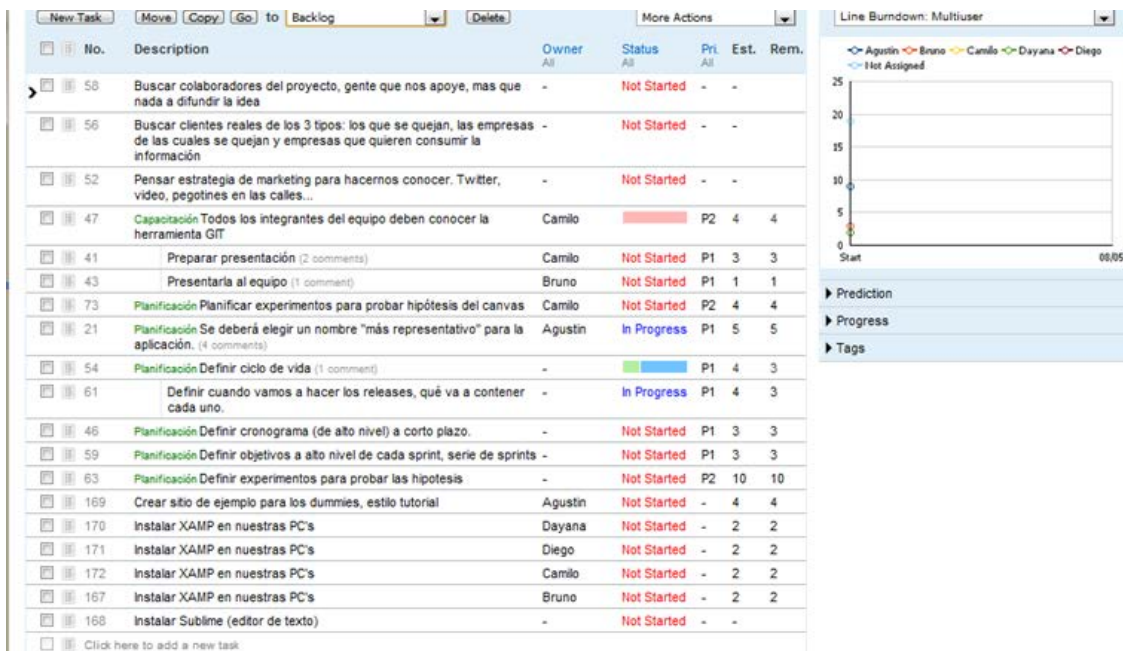 New Task Move Copy Go to Backlog Delete More Actions
No. Description Owner Status Pri. Est. Rem.
All All All
58 Buscar colaboradores del proyecto, gente que nos apoye, mas que - Not Started - -
nada a difundir la idea
56 Buscar clientes reales de los 3 tipos: los que se quejan, las empresas - Not Started - -
de las cuales se quejan y empresas que quieren consumir la
información
52 Pensar estrategia de marketing para hacernos conocer. Twitter, - Not Started - -
video, pegotines en las calles...
47 Capacitación Todos los integrantes del equipo deben conocer la Camilo P2 4 4
herramienta GIT
41 Preparar presentación (2 comments) Camilo Not Started P1 3 3
43 Presentarla al equipo (1 comment) Bruno Not Started P1 1 1
73 Planificación Planificar experimentos para probar hipótesis del canvas Camilo Not Started P2 4 4
21 Planificación Se deberá elegir un nombre "más representativo" para la Agustin In Progress P1 5 5
aplicación. (4 comments)
54 Planificación Definir ciclo de vida (1 comment) - P1 4 3
61 Definir cuando vamos a hacer los releases, qué va a contener - In Progress P1 4 3
cada uno.
46 Planificación Definir cronograma (de alto nivel) a corto plazo. - Not Started P1 3 3
59 Planificación Definir objetivos a alto nivel de cada sprint, serie de sprints - Not Started P1 3 3
63 Planificación Definir experimentos para probar las hipotesis - Not Started P2 10 10
169 Crear sitio de ejemplo para los dummies, estilo tutorial Agustin Not Started - 4 4
170 Instalar XAMP en nuestras PC's Dayana Not Started - 2 2
171 Instalar XAMP en nuestras PC's Diego Not Started - 2 2
172 Instalar XAMP en nuestras PC's Camilo Not Started - 2 2
167 Instalar XAMP en nuestras PC's Bruno Not Started - 2 2
168 Instalar Sublime (editor de texto) - Not Started - -
Click here to add a new task
Line Burndown: Multiuser
Agustin Bruno Camilo Dayana Diego
Not Assigned
25
20
15
10
5
0
Start 08/05
Prediction
Progress
Tags